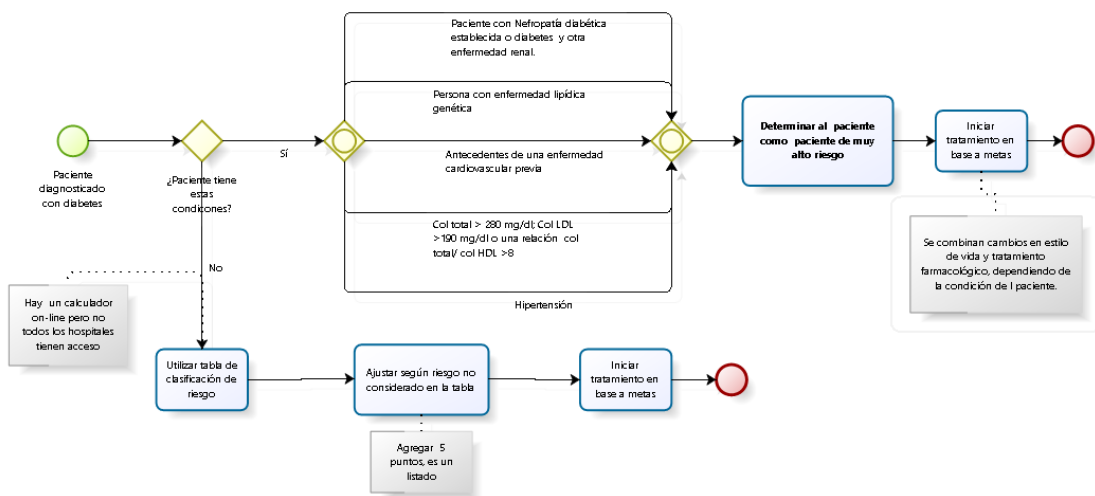 Paciente con Nefropatía diabética
establecida o diabetes y otra
enfermedad renal.
Persona con enfermedad lipídica
genética
Antecedentes de una enfermedad
cardiovascular previa
Col total > 280 mg/dl; Col LDL
>190 mg/dl o una relación col
total/ col HDL >8
Hipertensión
Paciente
diagnosticado
con diabetes
¿Paciente tiene
estas
condicones?
Sí
No
Determinar al paciente
como paciente de muy
alto riesgo
Iniciar
tratamiento en
base a metas
Se combinan cambios en estilo
de vida y tratamiento
farmacológico, dependiendo de
la condición de l paciente.
Hay un calculador
on-line pero no
todos los hospitales
tienen acceso
Utilizar tabla de
clasificación de
riesgo
Ajustar según riesgo no
considerado en la tabla
Iniciar
tratamiento en
base a metas
Agregar 5
puntos, es un
listado